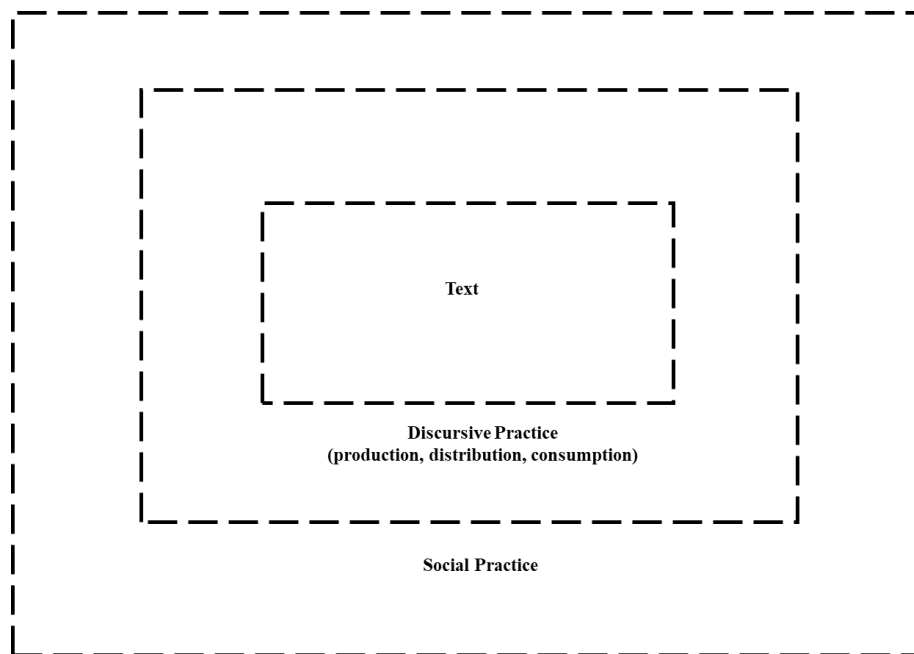 Text
Discursive Practice
(production, distribution, consumption)
Social Practice